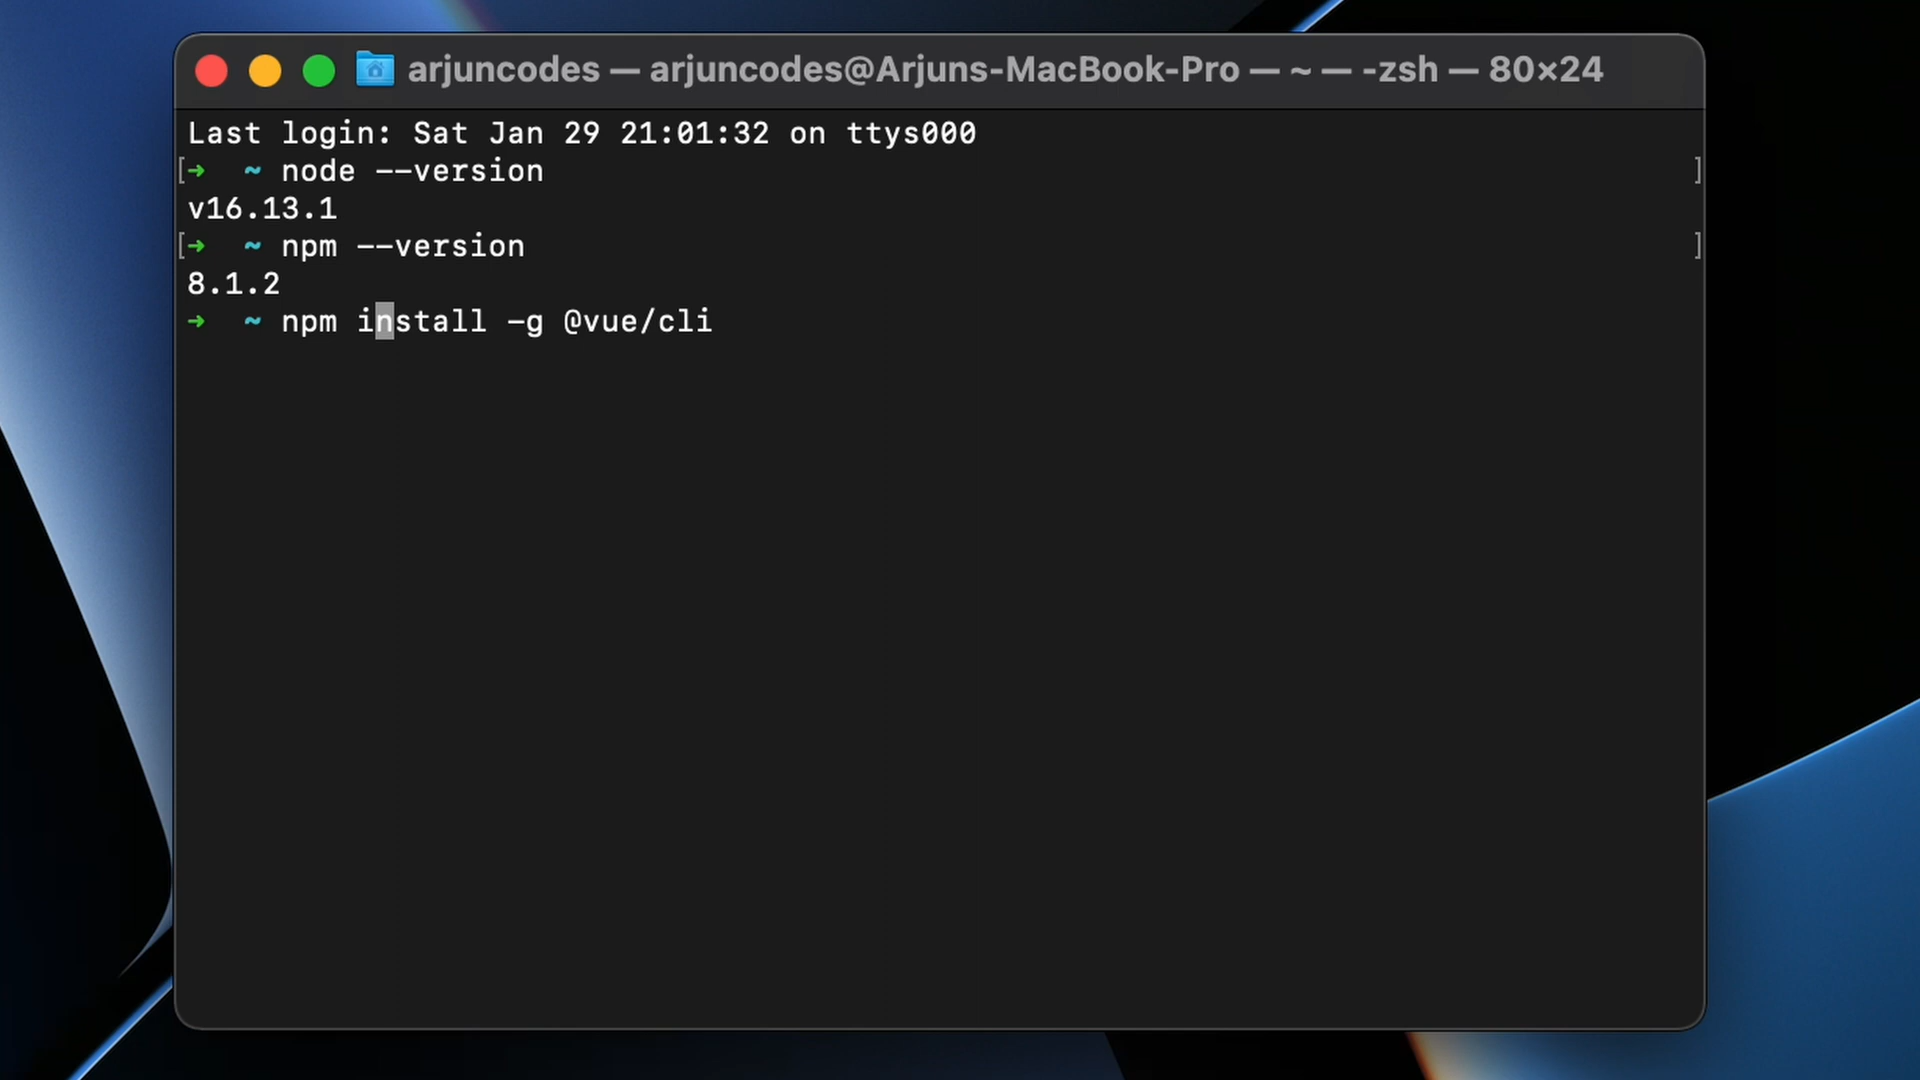 arjuncodes — arjuncodes@Arjuns-MacBook-Pro — ~ — -zsh — 80×24
Last login: Sat Jan 29 21:01:32 on ttys000
[➜  ~ node --version ]
v16.13.1
[➜  ~ npm --version ]
8.1.2
➜  ~ npm install -g @vue/cli